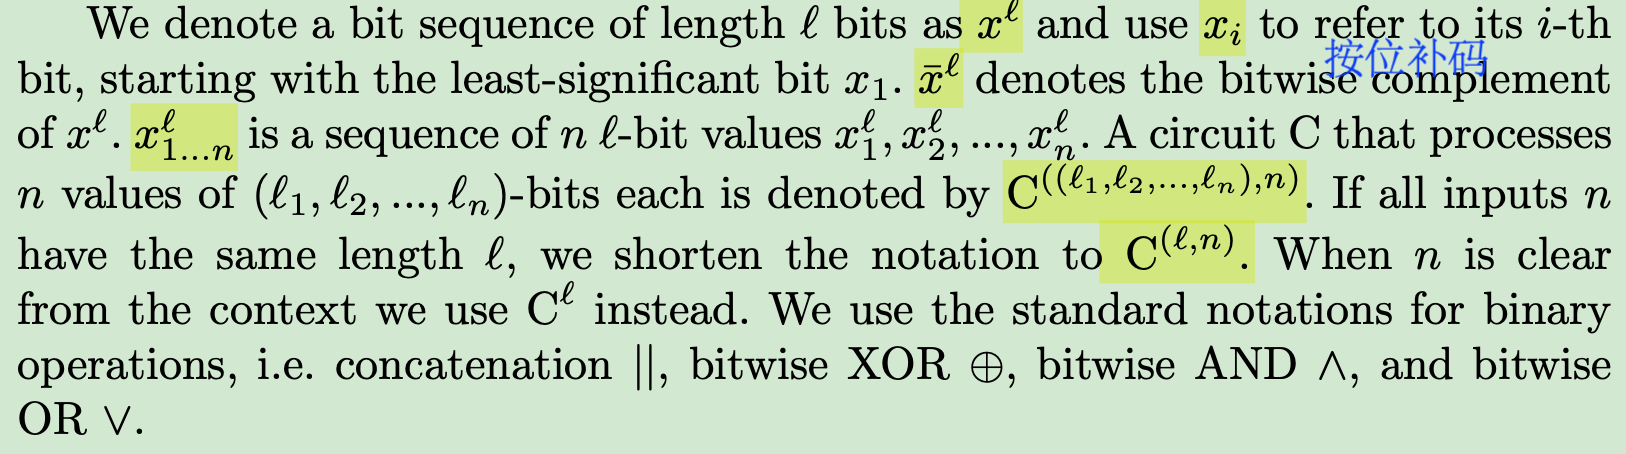 We denote a bit sequence of length ℓ bits as x^ℓ and use x_i to refer to its i-th
按位补码
bit, starting with the least-significant bit x_1. x̄^ℓ denotes the bitwise complement
of x^ℓ. x^ℓ_{1...n} is a sequence of n ℓ-bit values x^ℓ_1, x^ℓ_2, ..., x^ℓ_n. A circuit C that processes
n values of (ℓ_1, ℓ_2, ..., ℓ_n)-bits each is denoted by C^{((ℓ_1,ℓ_2,...,ℓ_n),n)}. If all inputs n
have the same length ℓ, we shorten the notation to C^{(ℓ,n)}. When n is clear
from the context we use C^ℓ instead. We use the standard notations for binary
operations, i.e. concatenation ||, bitwise XOR ⊕, bitwise AND ∧, and bitwise
OR ∨.